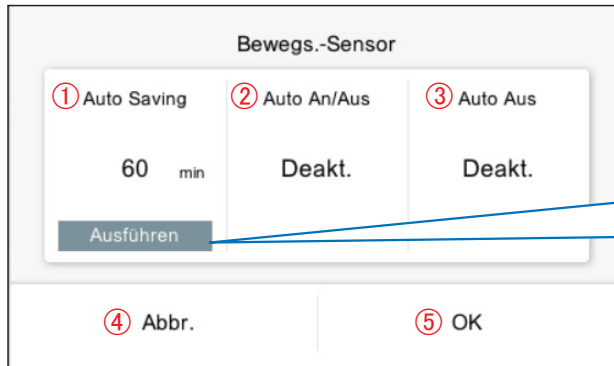 Bewegs.-Sensor
① Auto Saving
60 min
Ausführen
② Auto An/Aus
Deakt.
③ Auto Aus
Deakt.
④ Abbr.
⑤ OK